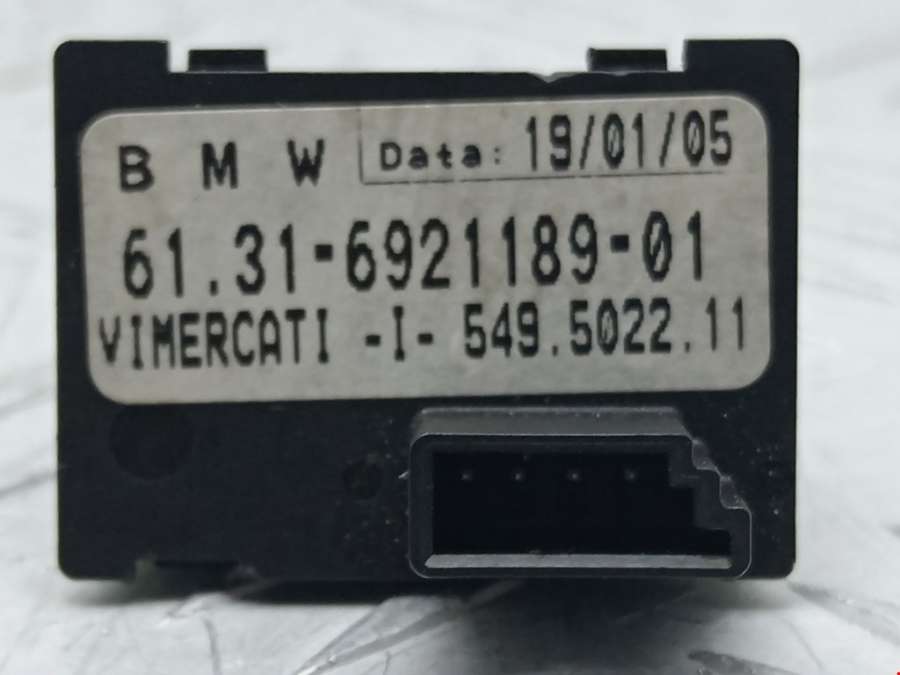 B M W Data: 19/01/05
61.31-6921189-01
VIMERCATI -I- 549.5022.11